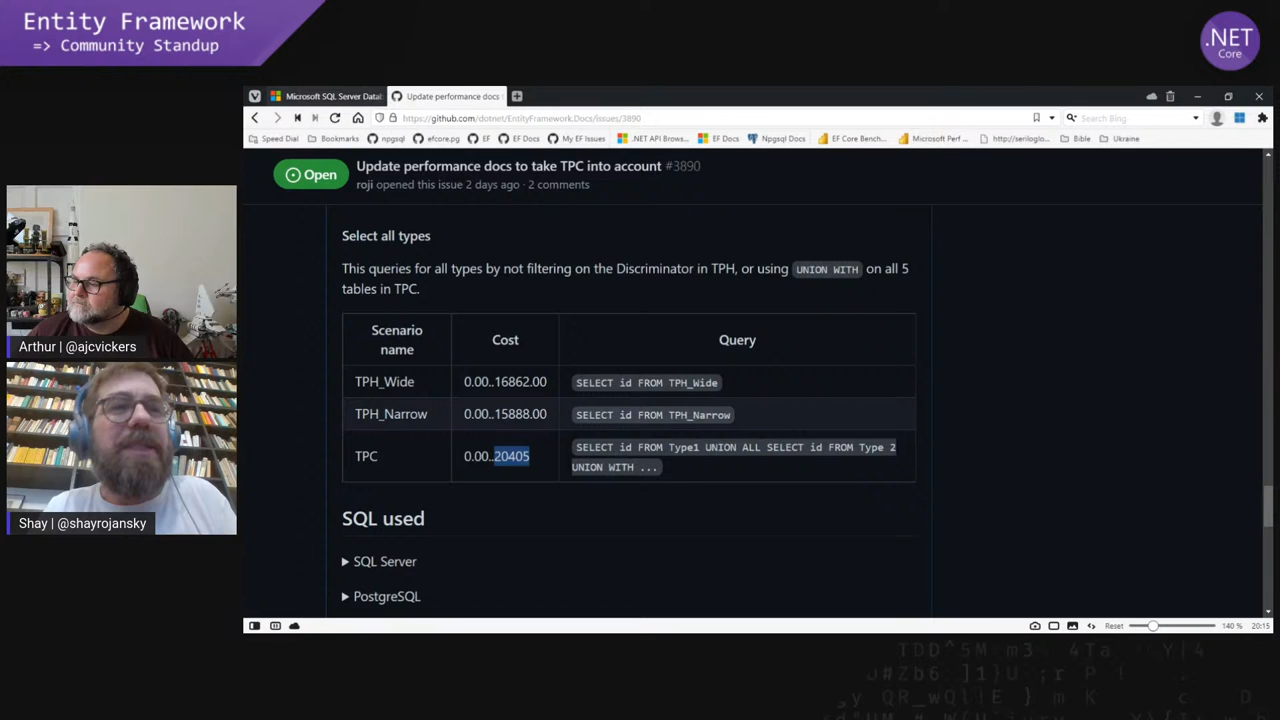 Entity Framework
=> Community Standup
.NET
Core
Microsoft SQL Server Datal
Update performance docs
https://github.com/dotnet/EntityFramework.Docs/issues/3890
Search Bing
Speed Dial
Bookmarks
npgsql
efcore.pg
EF
EF Docs
My EF Issues
.NET API Brows...
EF Docs
Npgsql Docs
EF Core Bench...
Microsoft Perf ...
http://seriloglo...
Bible
Ukraine
Open
Update performance docs to take TPC into account #3890
roji opened this issue 2 days ago · 2 comments
Select all types
This queries for all types by not filtering on the Discriminator in TPH, or using UNION WITH on all 5
tables in TPC.
Scenario
name
Cost
Query
TPH_Wide
0.00..16862.00
SELECT id FROM TPH_Wide
TPH_Narrow
0.00..15888.00
SELECT id FROM TPH_Narrow
TPC
0.00..20405
SELECT id FROM Type1 UNION ALL SELECT id FROM Type 2
UNION WITH ...
SQL used
SQL Server
PostgreSQL
Arthur | @ajcvickers
Shay | @shayrojansky
Reset
140 %
20:15